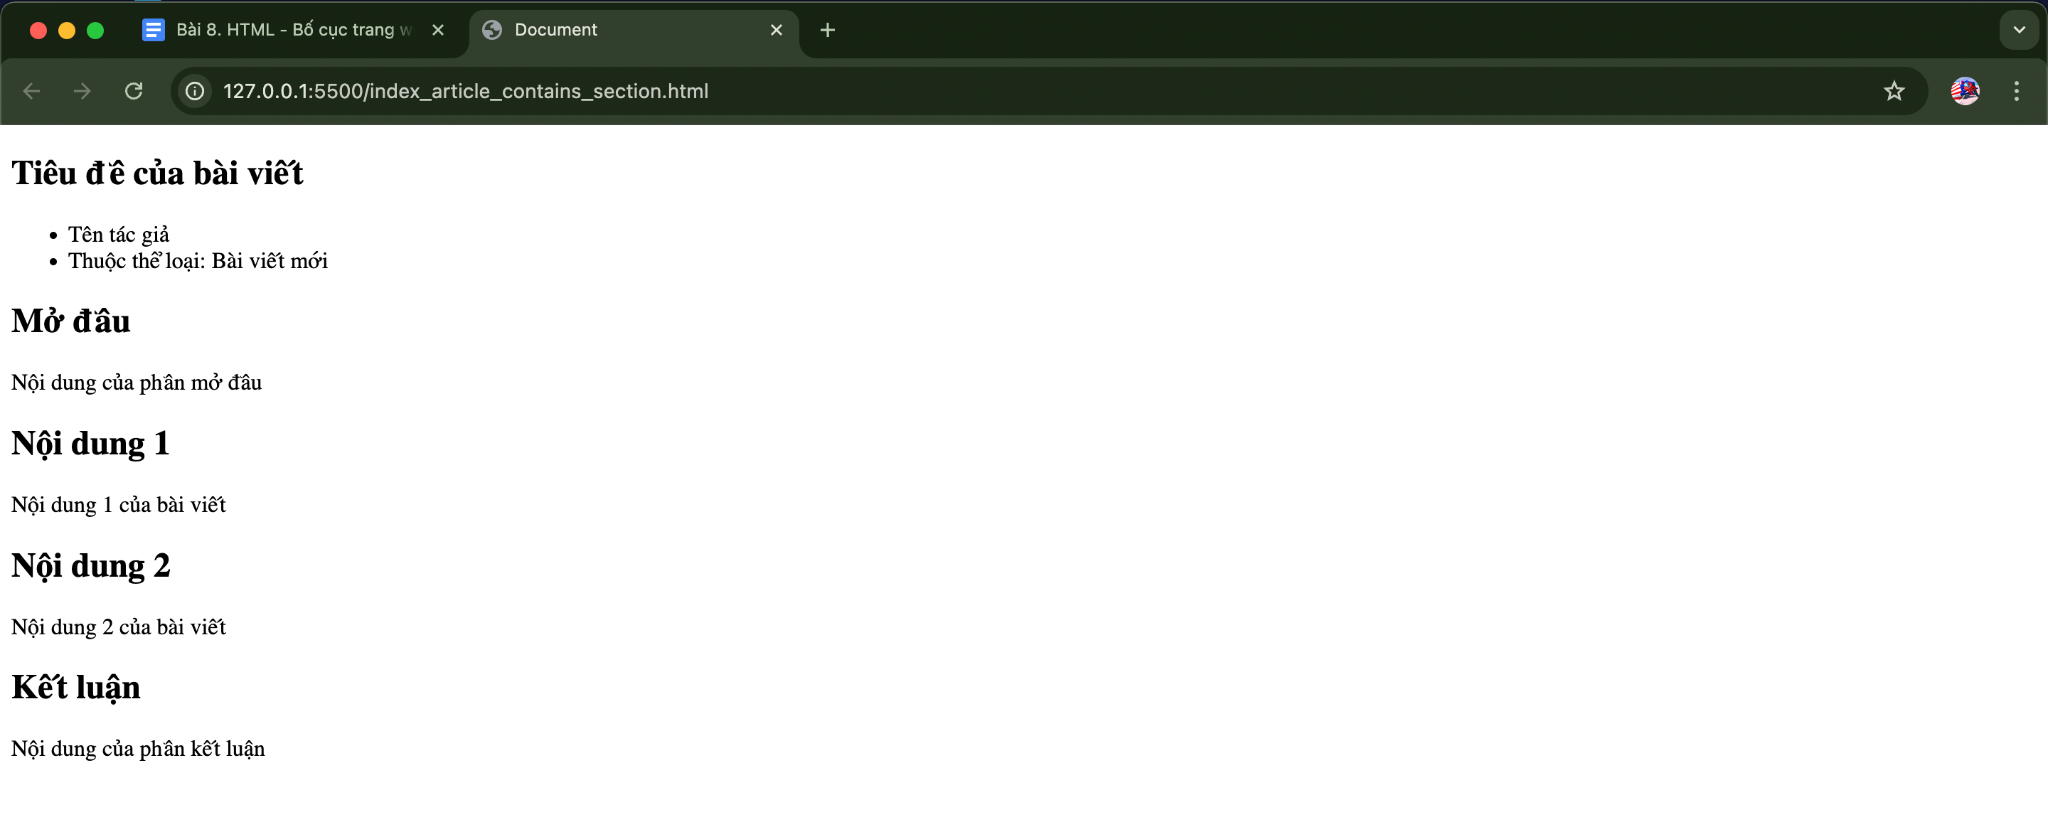 Bài 8. HTML - Bố cục trang w
Document
127.0.0.1:5500/index_article_contains_section.html
Tiêu đề của bài viết
Tên tác giả
Thuộc thể loại: Bài viết mới
Mở đầu
Nội dung của phần mở đầu
Nội dung 1
Nội dung 1 của bài viết
Nội dung 2
Nội dung 2 của bài viết
Kết luận
Nội dung của phần kết luận